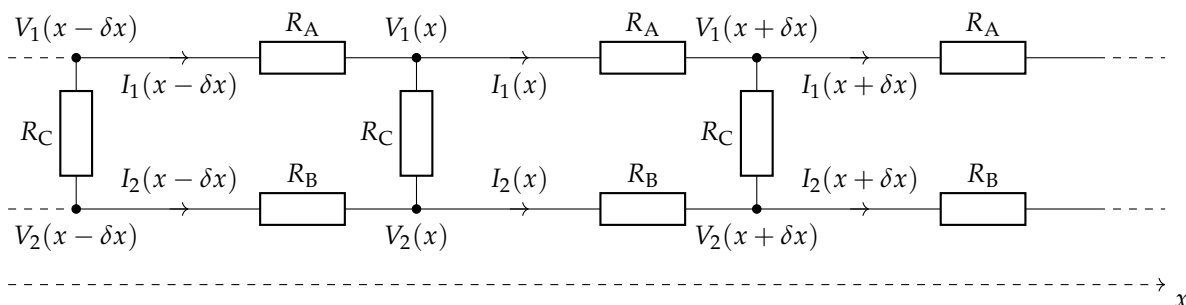 V₁(x − δx) R_A V₁(x) R_A V₁(x + δx) R_A
I₁(x − δx) I₁(x) I₁(x + δx)
R_C R_C R_C
I₂(x − δx) R_B I₂(x) R_B I₂(x + δx) R_B
V₂(x − δx) V₂(x) V₂(x + δx)
x